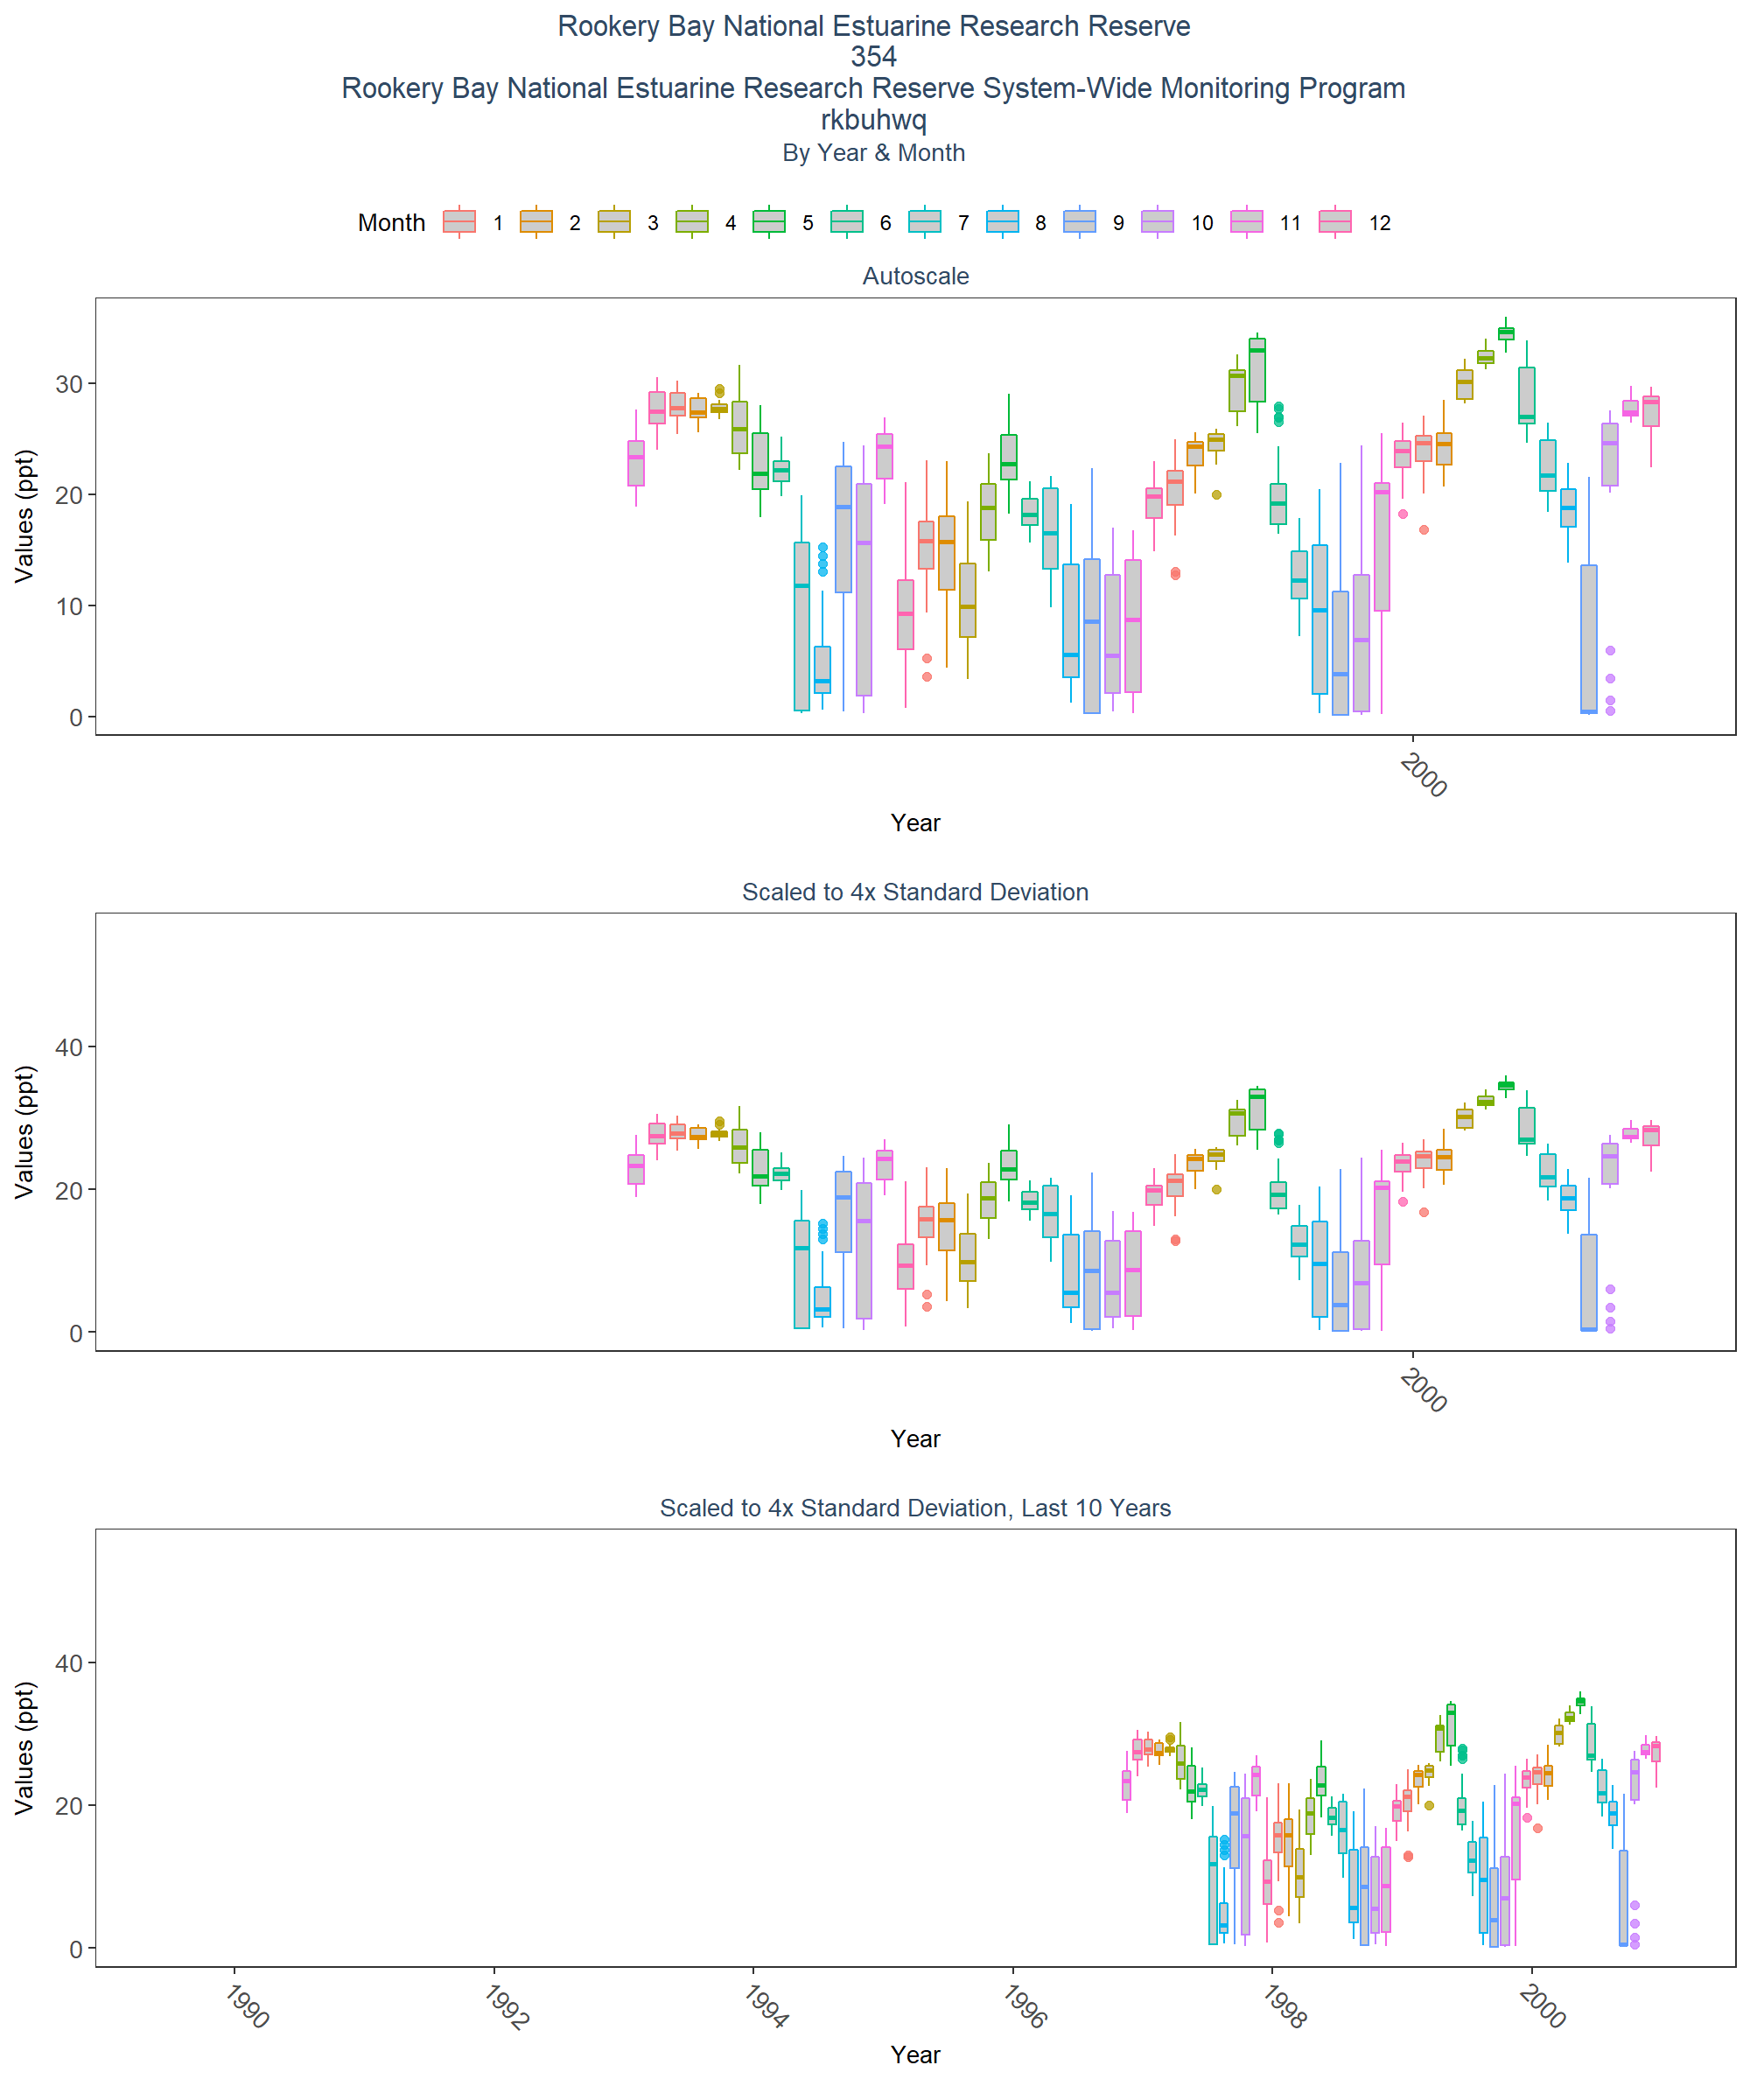 Rookery Bay National Estuarine Research Reserve
354
Rookery Bay National Estuarine Research Reserve System-Wide Monitoring Program
rkbuhwq
By Year & Month
Month 1 2 3 4 5 6 7 8 9 10 11 12
Autoscale
Values (ppt)
30
20
10
0
2000
Year
Scaled to 4x Standard Deviation
Values (ppt)
40
20
0
2000
Year
Scaled to 4x Standard Deviation, Last 10 Years
Values (ppt)
40
20
0
1990 1992 1994 1996 1998 2000
Year